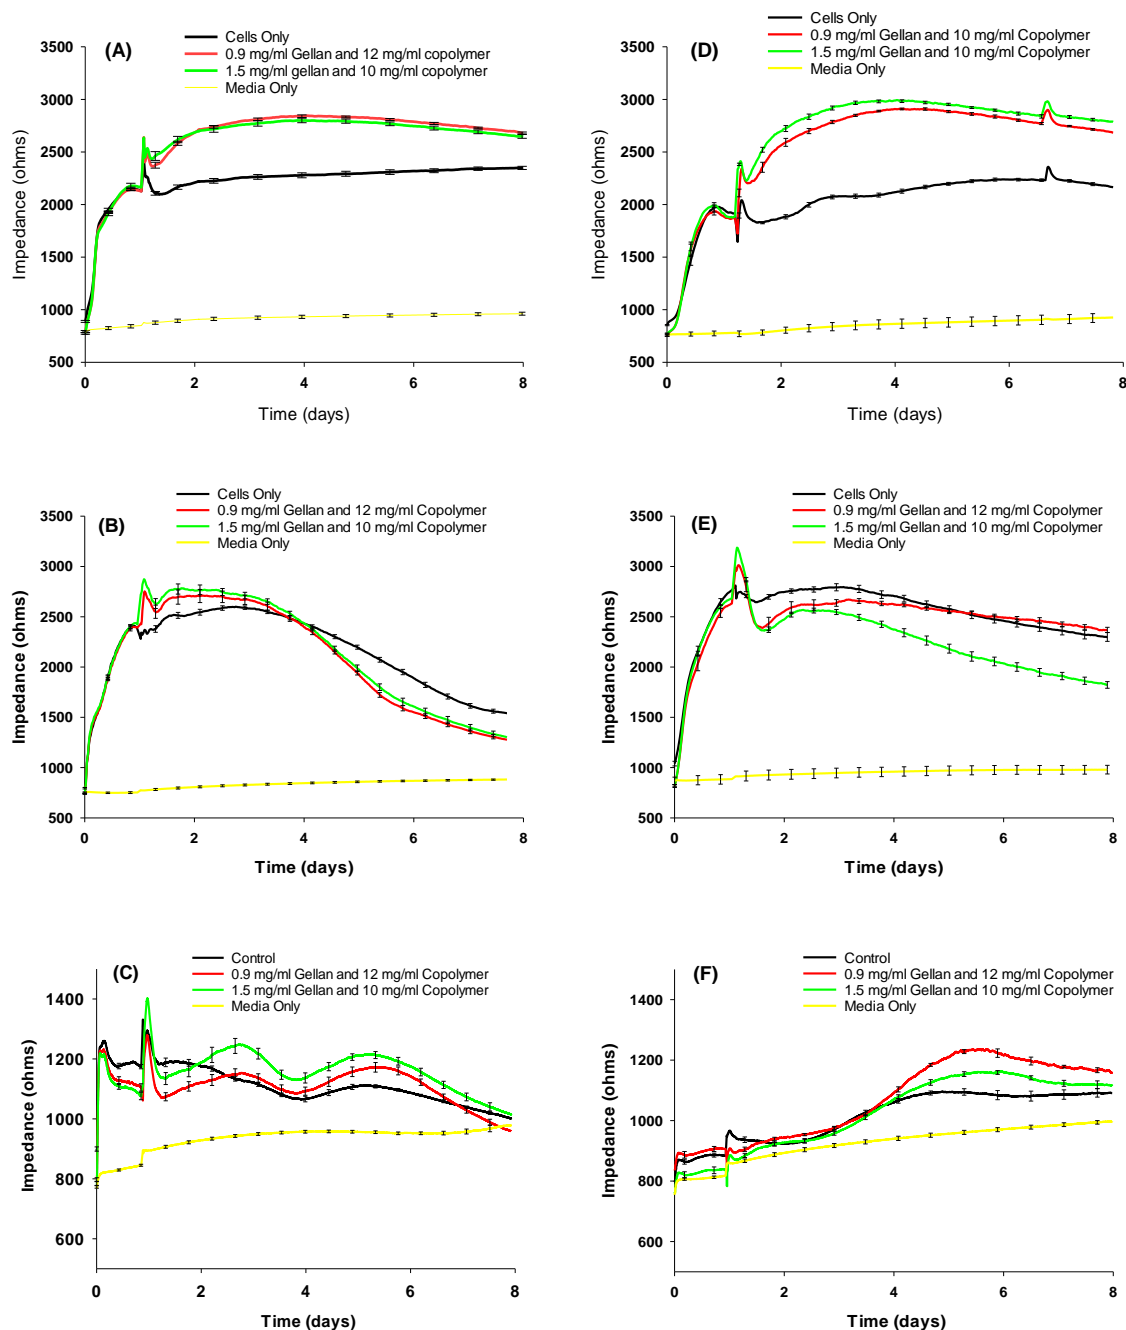 (A)
Cells Only
0.9 mg/ml Gellan and 12 mg/ml copolymer
1.5 mg/ml gellan and 10 mg/ml copolymer
Media Only
Impedance (ohms)
3500
3000
2500
2000
1500
1000
500
0 2 4 6 8
Time (days)
(D)
Cells Only
0.9 mg/ml Gellan and 10 mg/ml Copolymer
1.5 mg/ml Gellan and 10 mg/ml Copolymer
Media Only
Impedance (ohms)
3500
3000
2500
2000
1500
1000
500
0 2 4 6 8
Time (days)
(B)
Cells Only
0.9 mg/ml Gellan and 12 mg/ml Copolymer
1.5 mg/ml Gellan and 10 mg/ml Copolymer
Media Only
Impedance (ohms)
3500
3000
2500
2000
1500
1000
500
0 2 4 6 8
Time (days)
(E)
Cells Only
0.9 mg/ml Gellan and 12 mg/ml Copolymer
1.5 mg/ml Gellan and 10 mg/ml Copolymer
Media Only
Impedance (ohms)
3500
3000
2500
2000
1500
1000
500
0 2 4 6 8
Time (days)
(C)
Control
0.9 mg/ml Gellan and 12 mg/ml Copolymer
1.5 mg/ml Gellan and 10 mg/ml Copolymer
Media Only
Impedance (ohms)
1400
1200
1000
800
600
0 2 4 6 8
Time (days)
(F)
Control
0.9 mg/ml Gellan and 12 mg/ml Copolymer
1.5 mg/ml Gellan and 10 mg/ml Copolymer
Media Only
Impedance (ohms)
1400
1200
1000
800
600
0 2 4 6 8
Time (days)